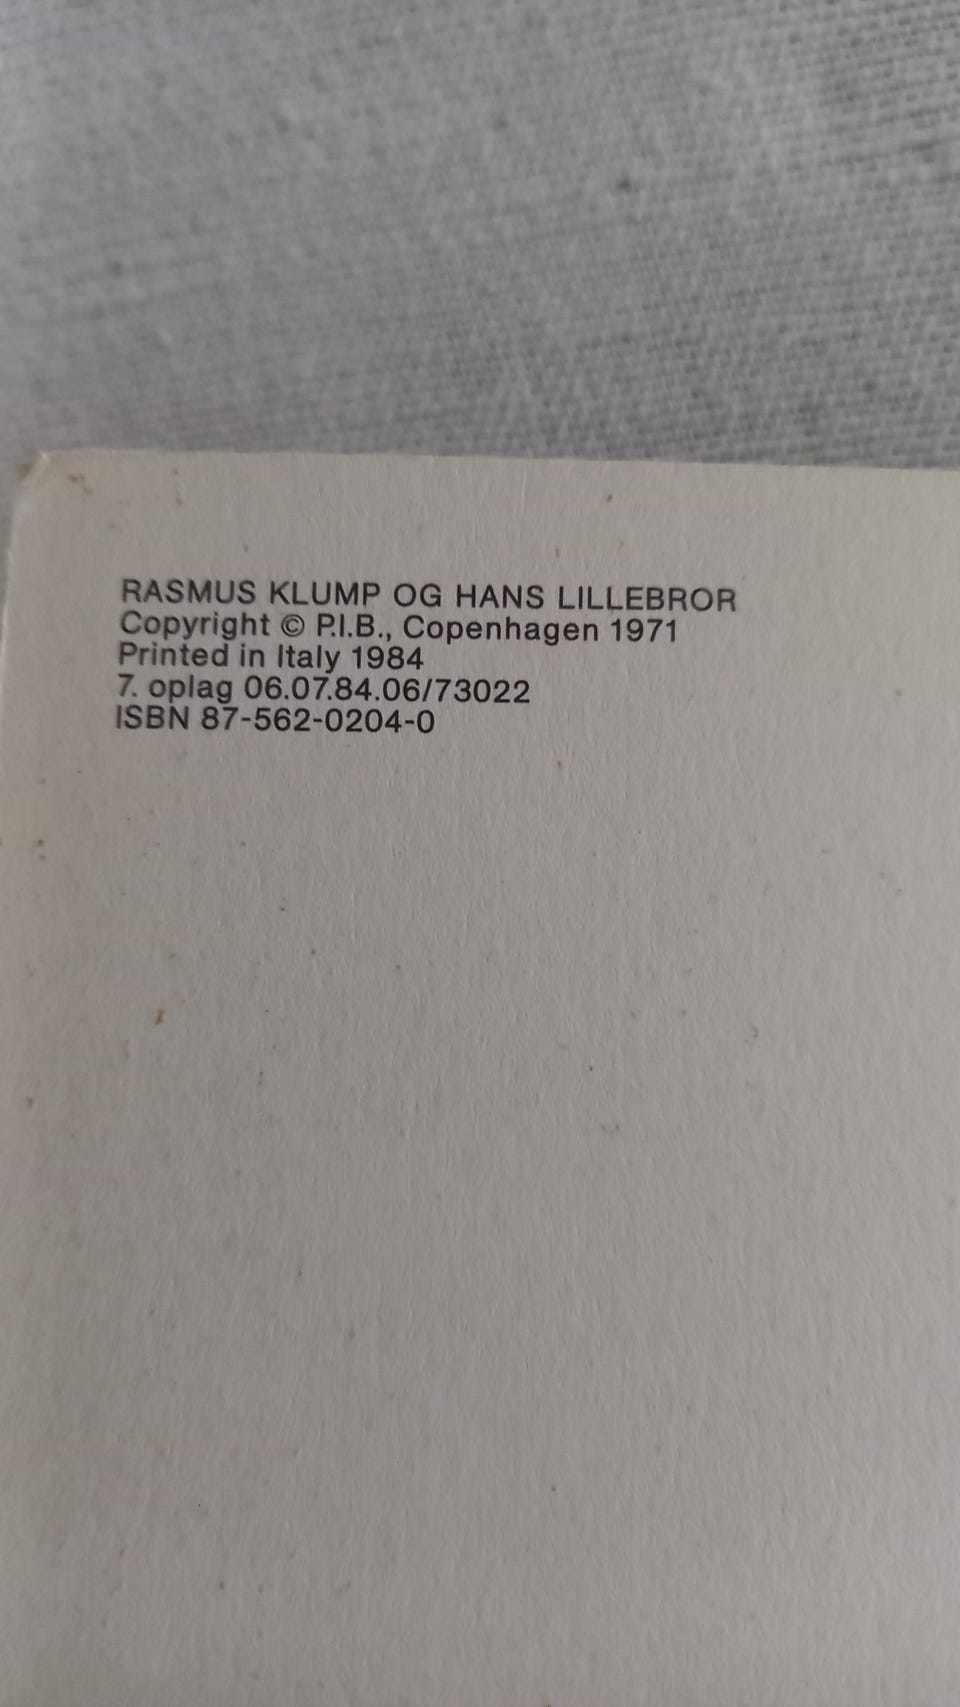 RASMUS KLUMP OG HANS LILLEBROR
Copyright © P.I.B., Copenhagen 1971
Printed in Italy 1984
7. oplag 06.07.84.06/73022
ISBN 87-562-0204-0